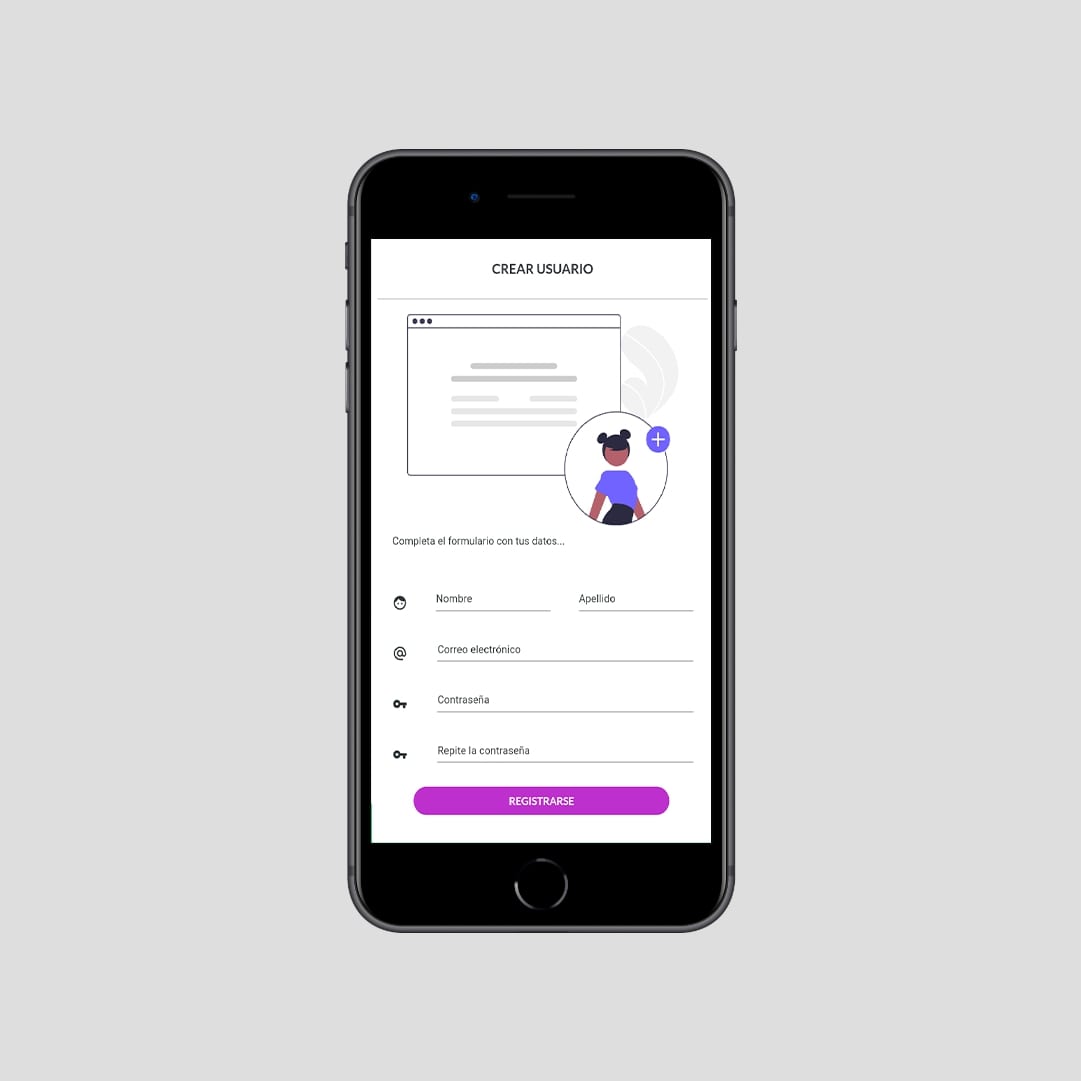 CREAR USUARIO
Completa el formulario con tus datos...
Nombre Apellido
Correo electrónico
Contraseña
Repite la contraseña
REGISTRARSE